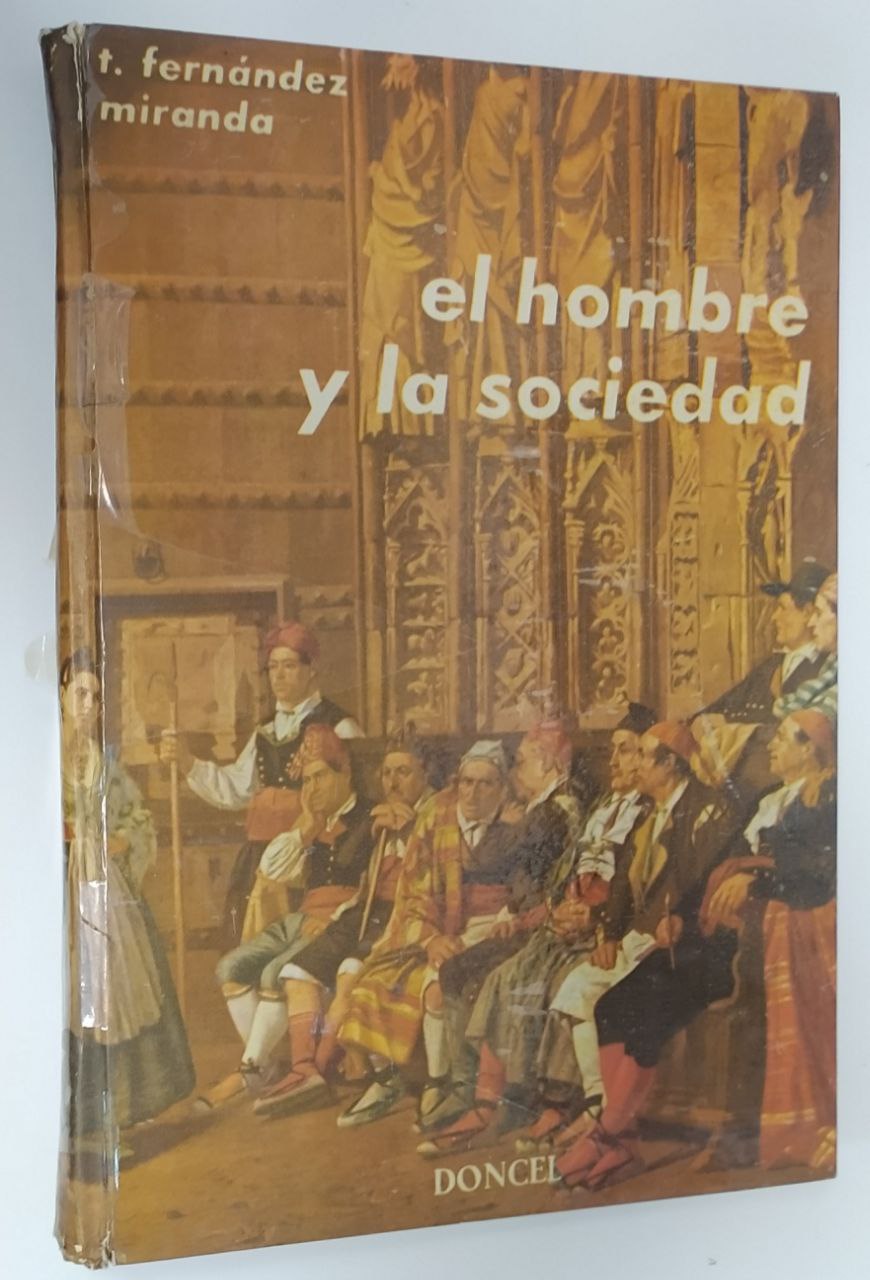 t. fernández
miranda
el hombre
y la sociedad
DONCEL